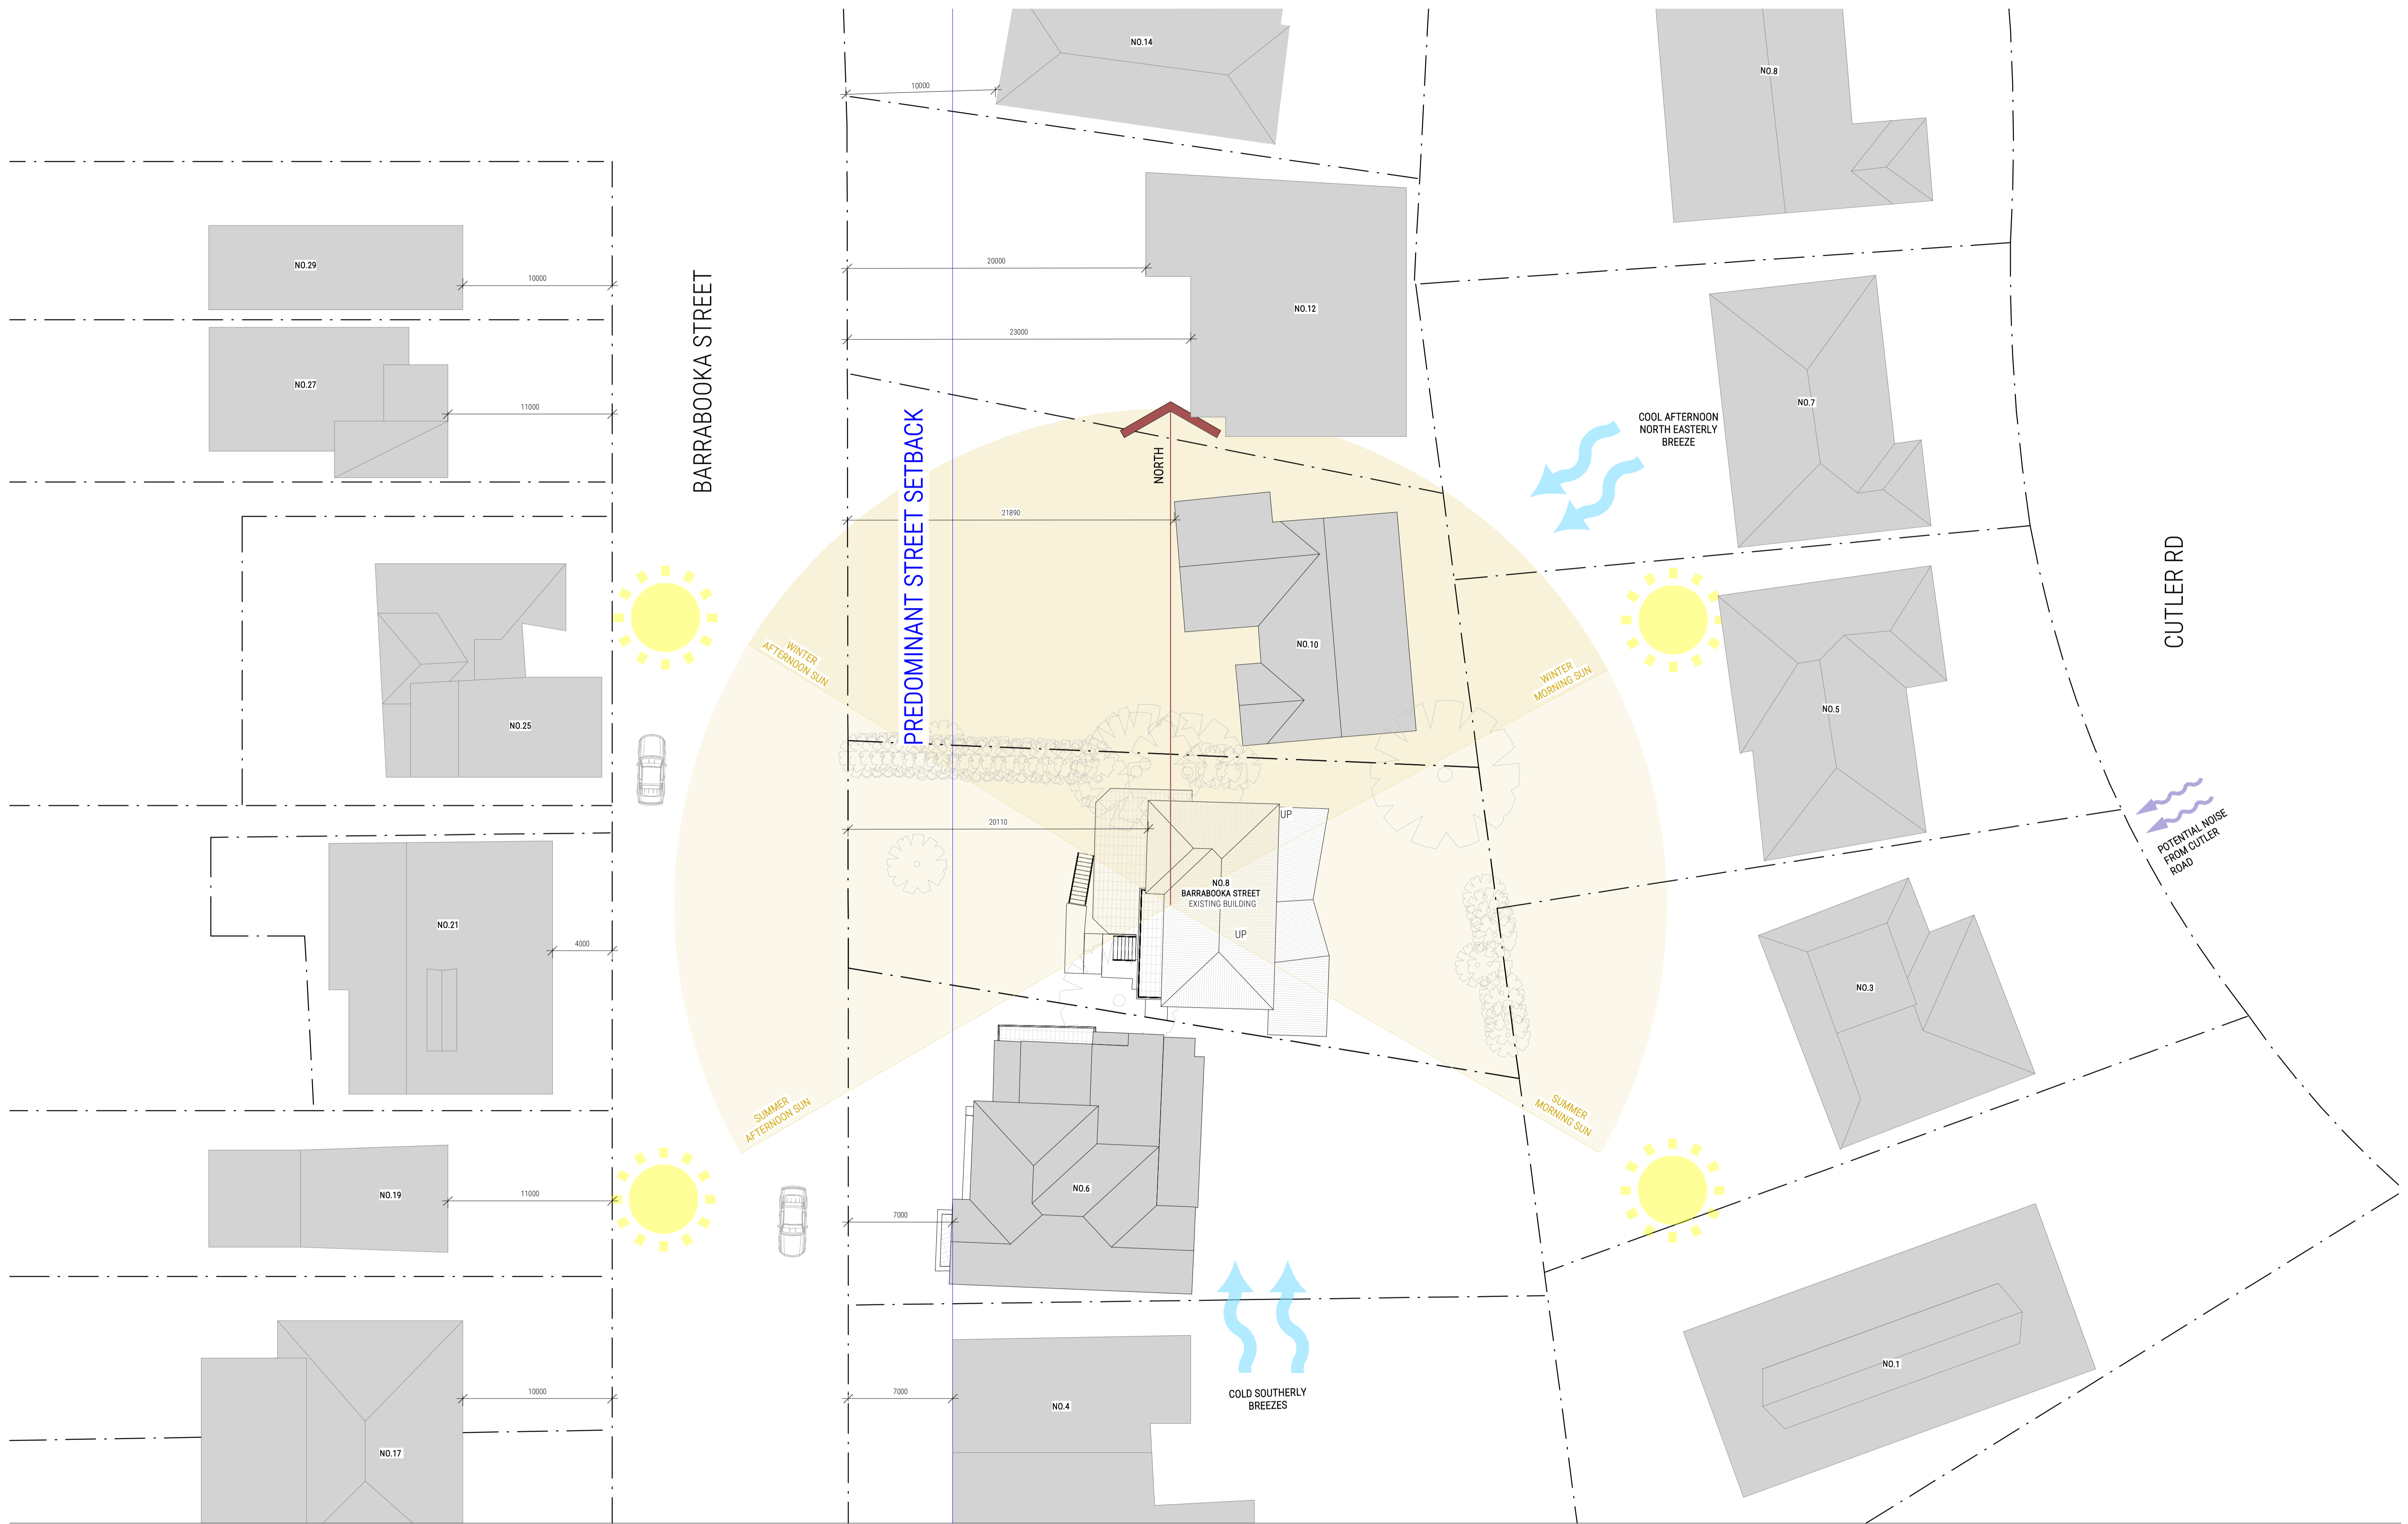 NO.14
NO.8
10000
NO.29
10000
20000
NO.12
23000
NO.27
11000
BARRABOOKA STREET
NO.7
COOL AFTERNOON
NORTH EASTERLY
BREEZE
PREDOMINANT STREET SETBACK
NORTH
21890
CUTLER RD
WINTER
AFTERNOON SUN
NO.10
WINTER
MORNING SUN
NO.5
NO.25
20110
UP
POTENTIAL NOISE
FROM CUTLER
ROAD
NO.8
BARRABOOKA STREET
EXISTING BUILDING
UP
NO.21
4000
NO.3
SUMMER
AFTERNOON SUN
SUMMER
MORNING SUN
NO.19
11000
NO.6
7000
NO.1
10000
7000
NO.4
COLD SOUTHERLY
BREEZES
NO.17